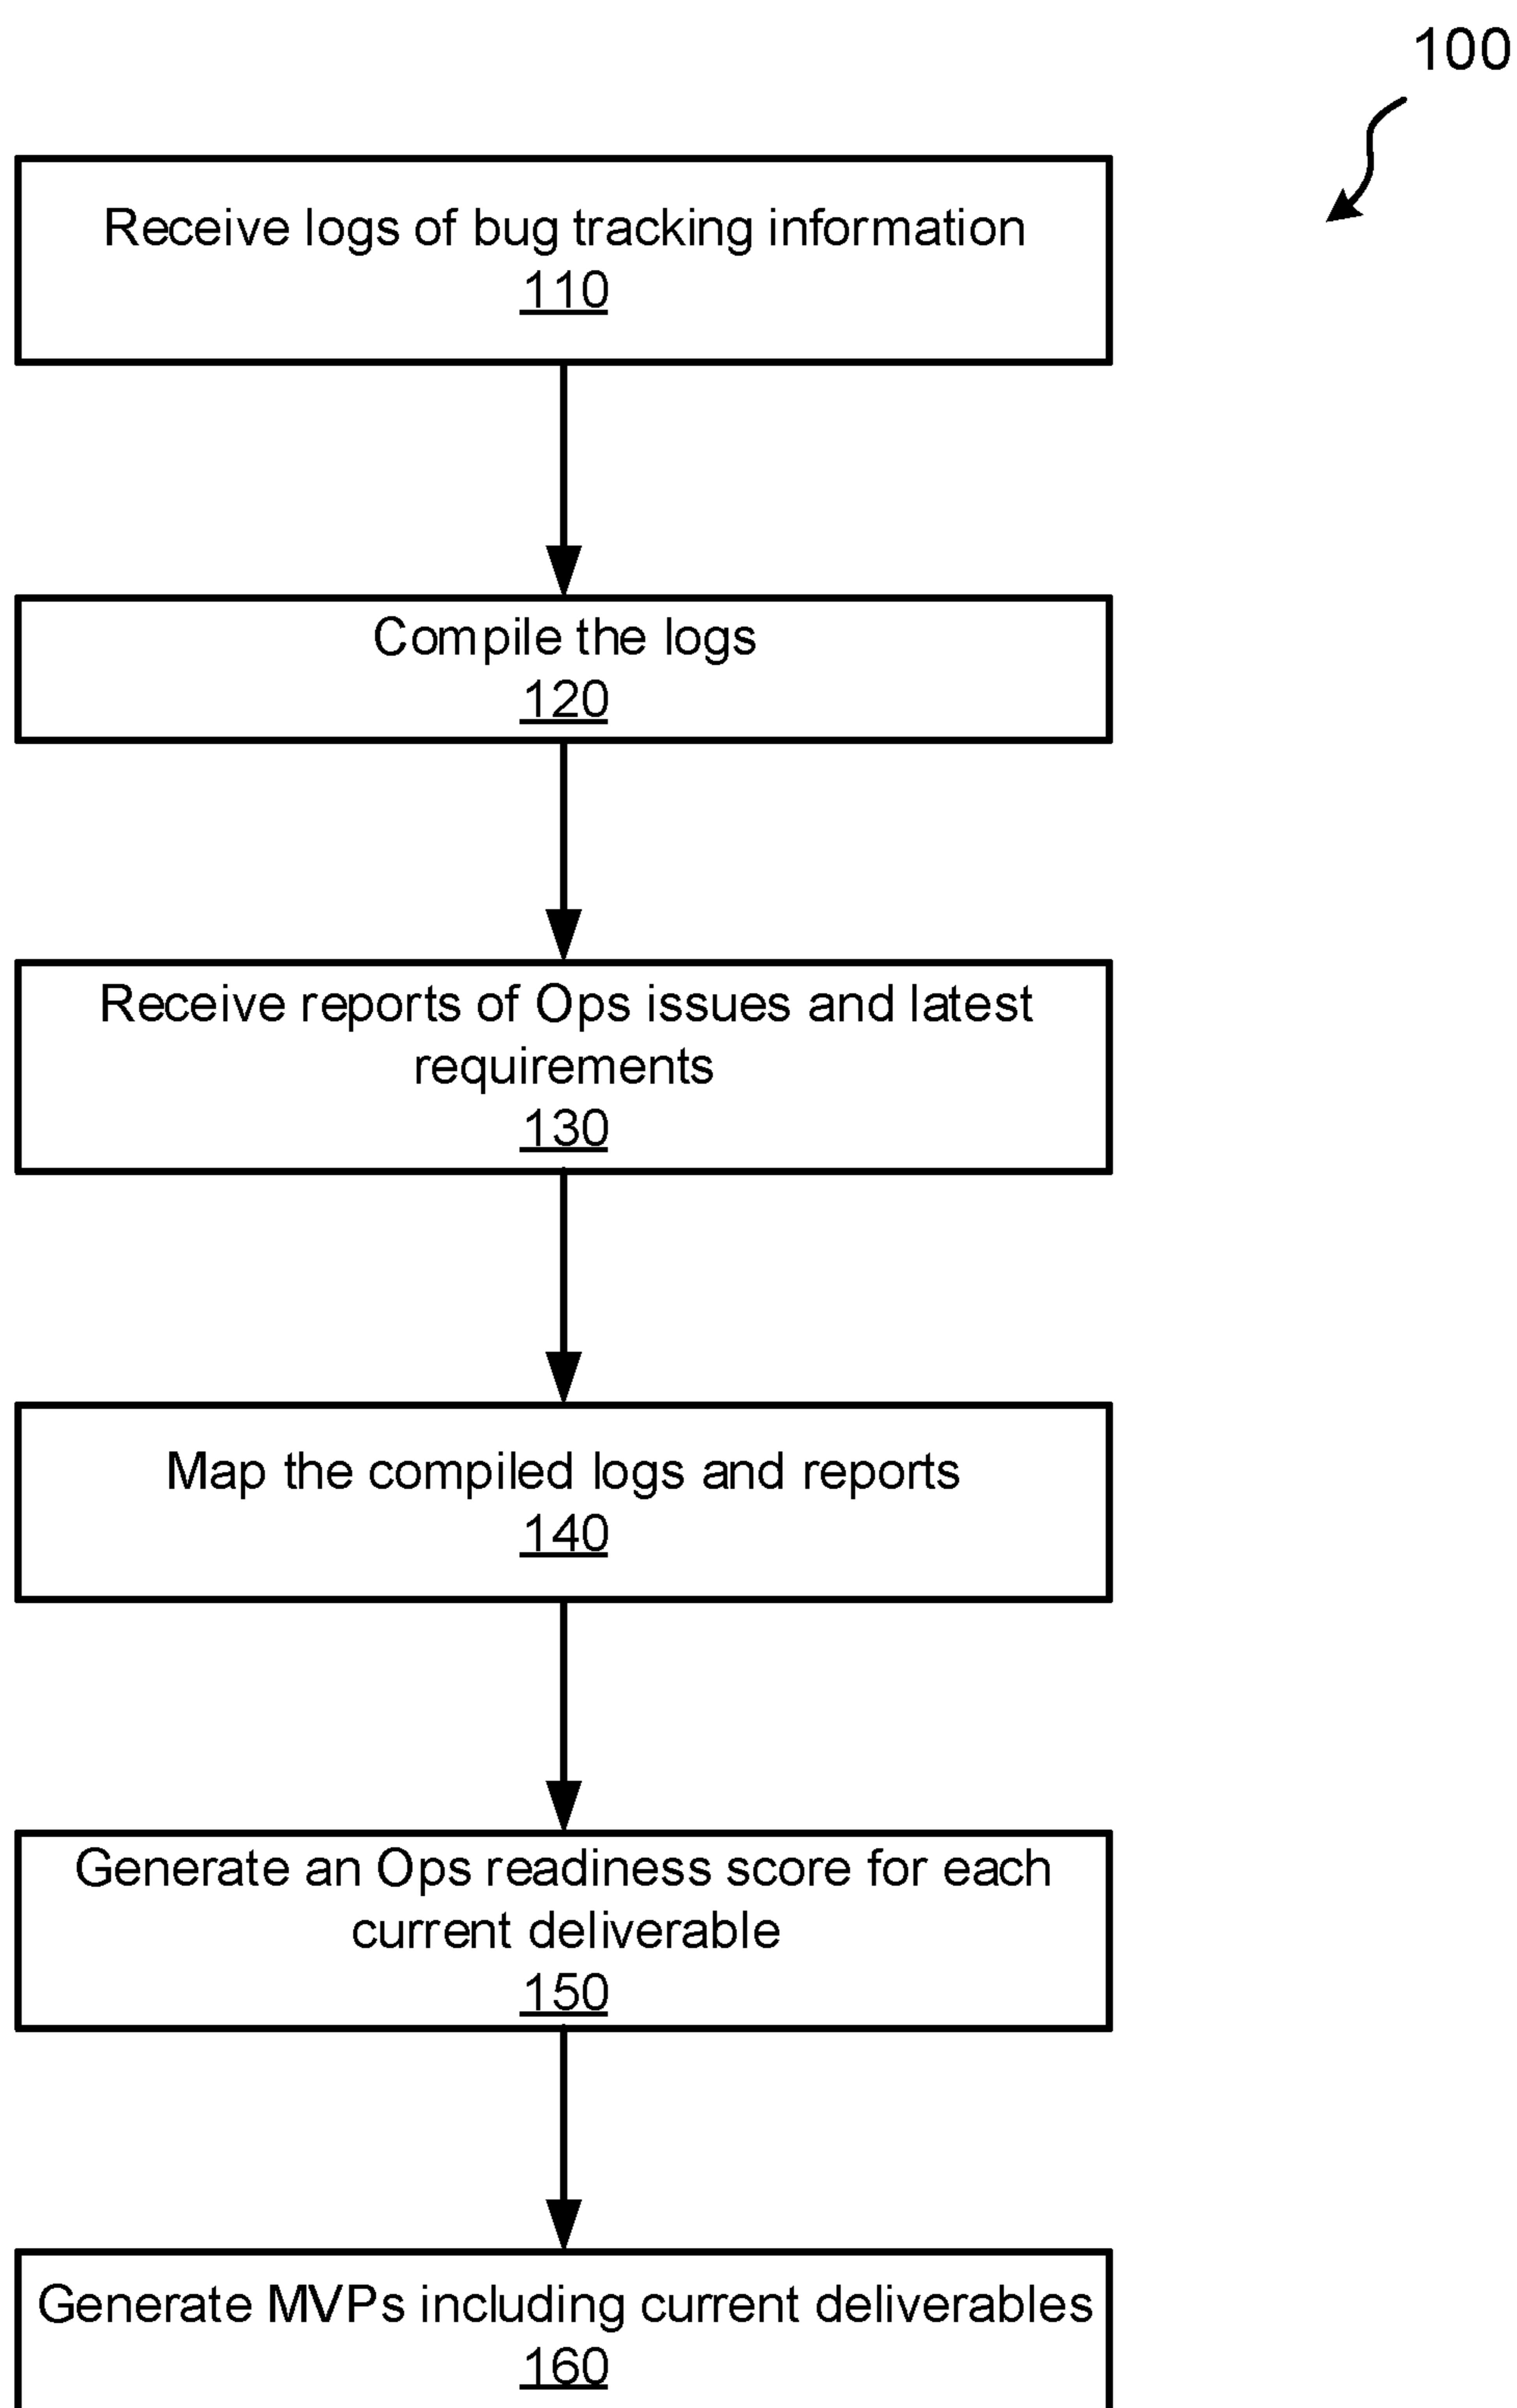 100
Receive logs of bug tracking information
110
Compile the logs
120
Receive reports of Ops issues and latest
requirements
130
Map the compiled logs and reports
140
Generate an Ops readiness score for each
current deliverable
150
Generate MVPs including current deliverables
160